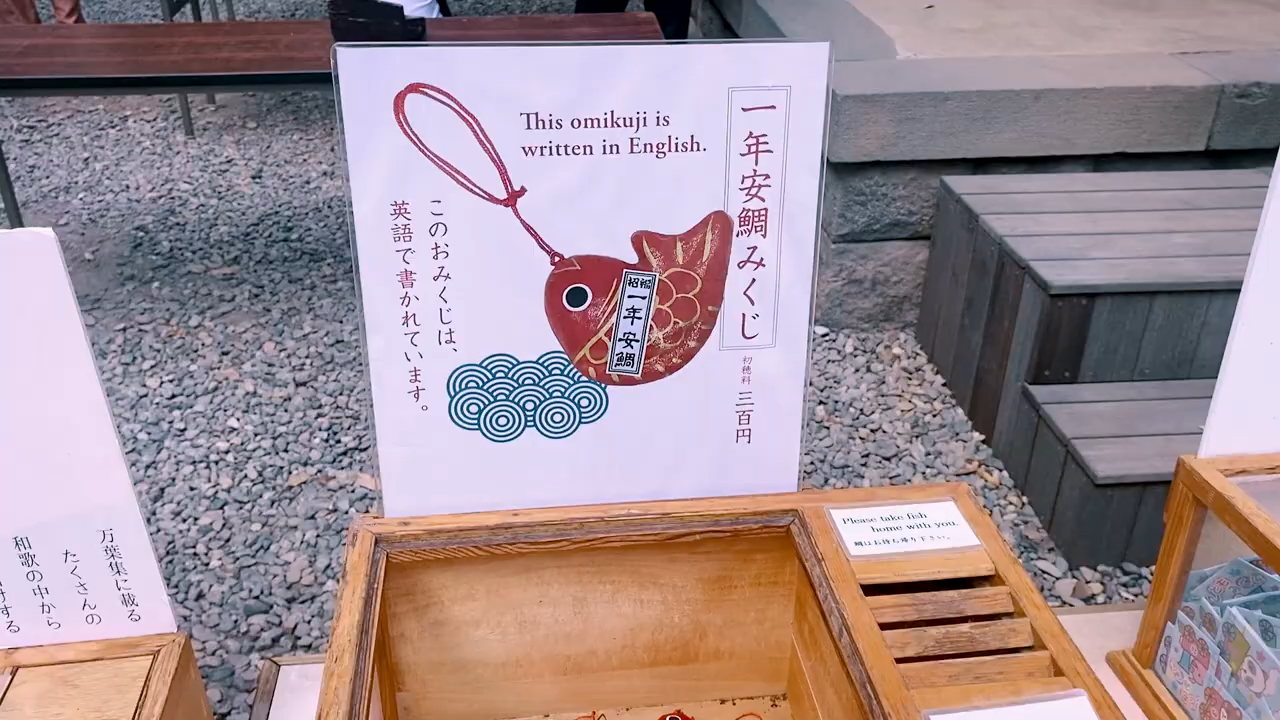 This omikuji is
written in English.
一年安鯛みくじ
初穂料 三百円
このおみくじは、
英語で書かれています。
招福
一年安鯛
Please take fish
home with you.
鯛はお持ち帰り下さい。
万葉集に載る
たくさんの
和歌の中から